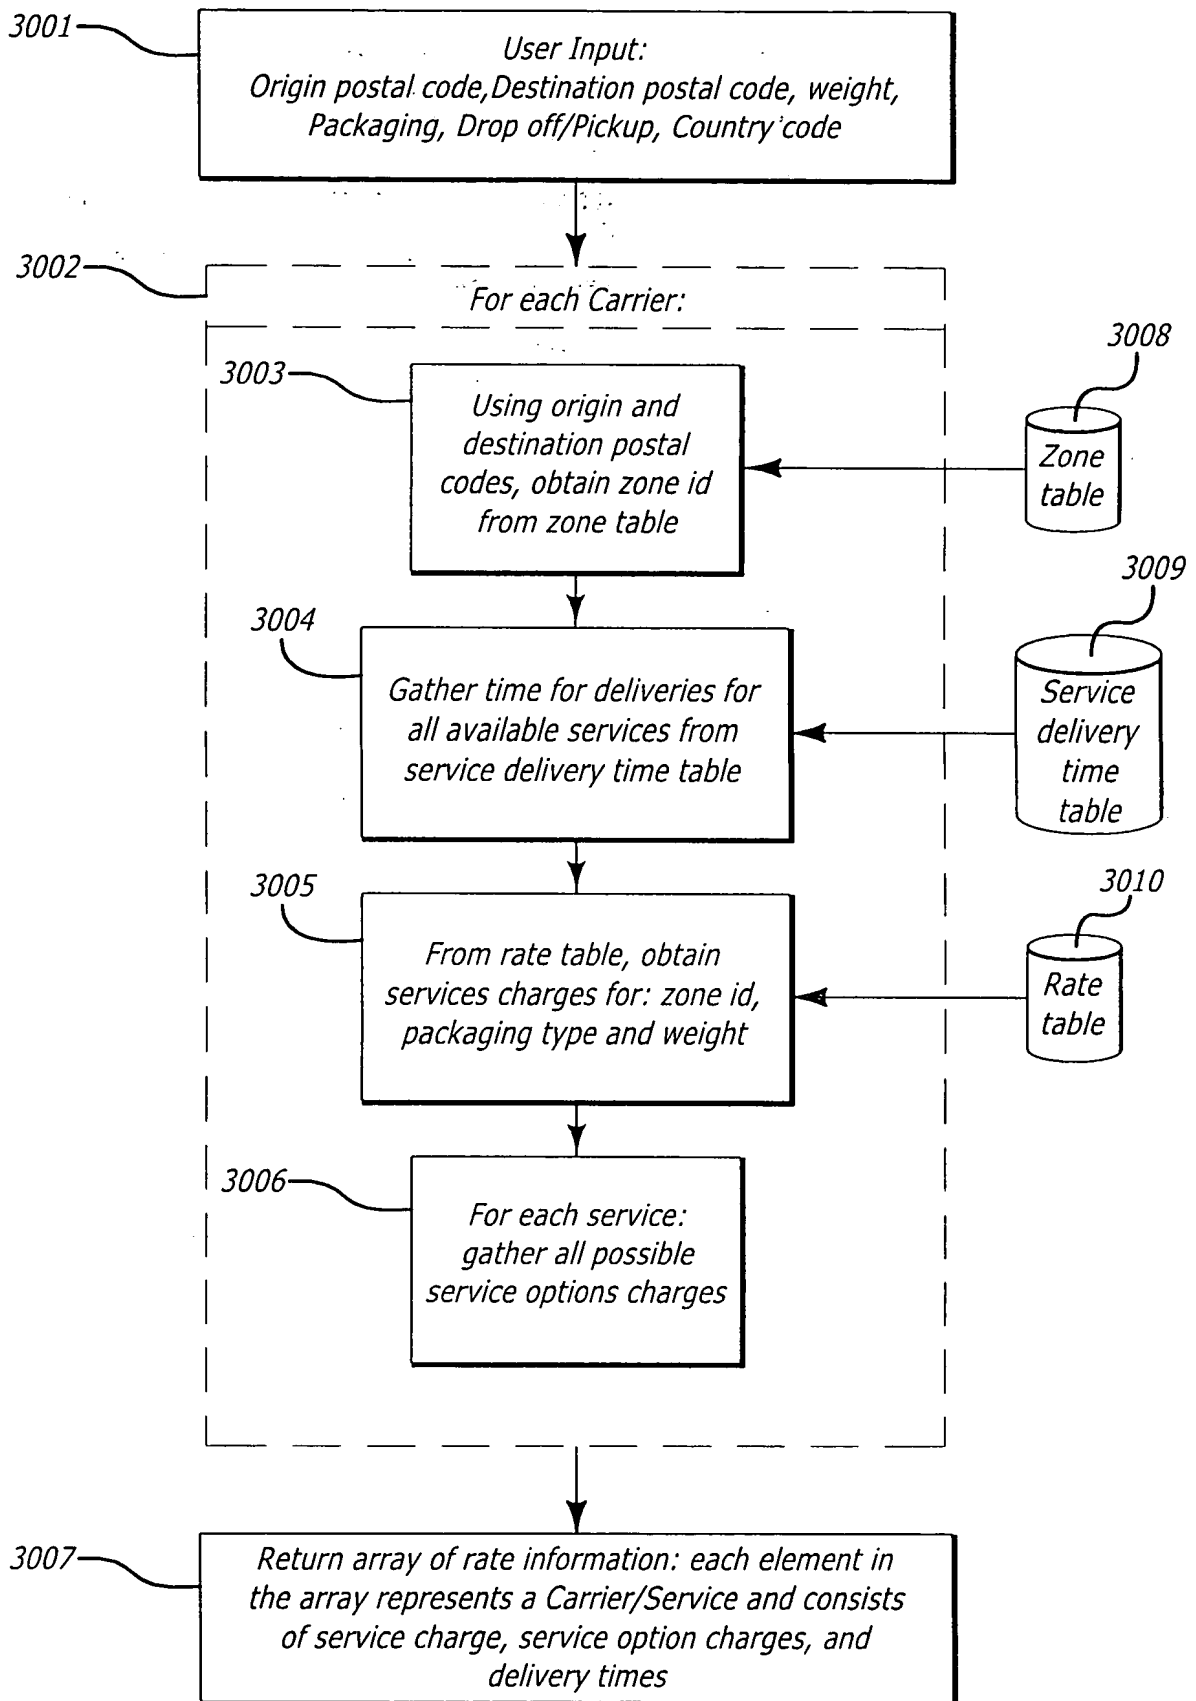 3001
User Input:
Origin postal code, Destination postal code, weight,
Packaging, Drop off/Pickup, Country code
3002
For each Carrier:
3003
Using origin and
destination postal
codes, obtain zone id
from zone table
3008
Zone
table
3004
Gather time for deliveries for
all available services from
service delivery time table
3009
Service
delivery
time
table
3005
From rate table, obtain
services charges for: zone id,
packaging type and weight
3010
Rate
table
3006
For each service:
gather all possible
service options charges
3007
Return array of rate information: each element in
the array represents a Carrier/Service and consists
of service charge, service option charges, and
delivery times